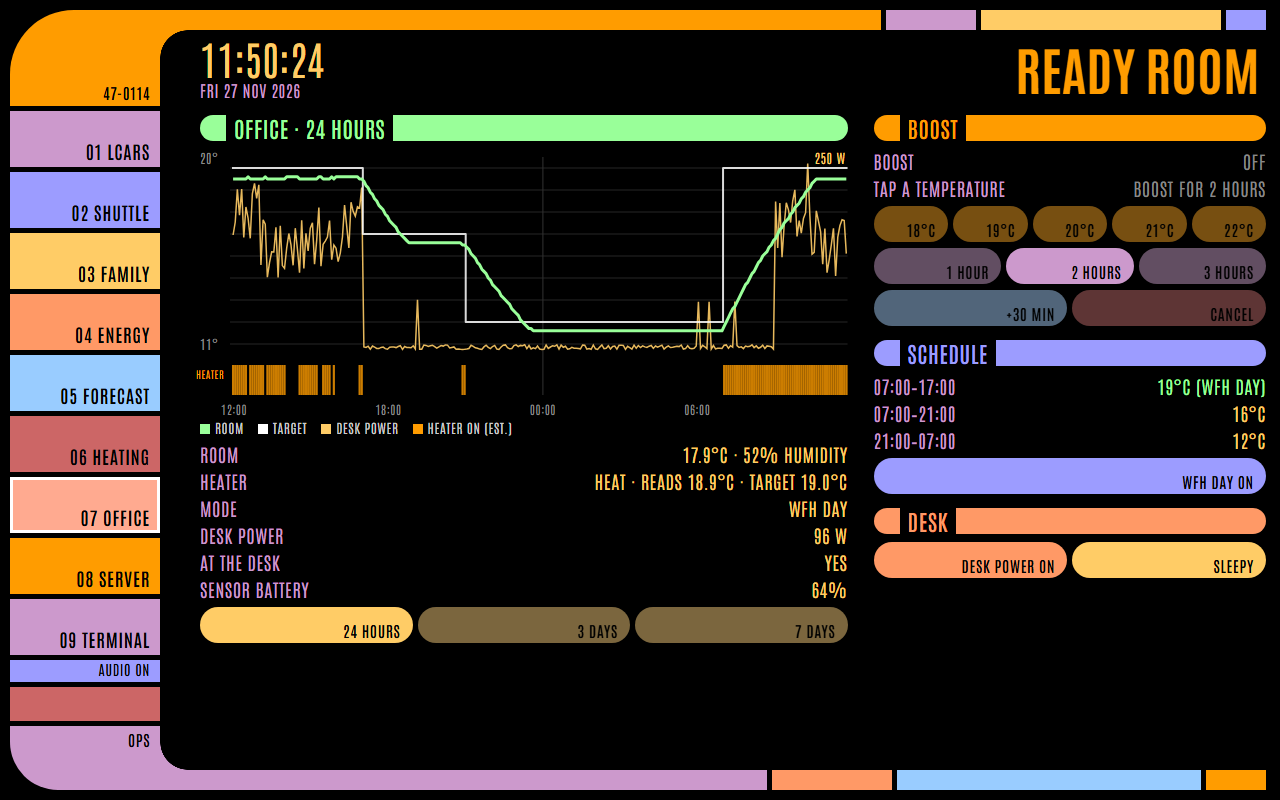 47-0114
01 LCARS
02 SHUTTLE
03 FAMILY
04 ENERGY
05 FORECAST
06 HEATING
07 OFFICE
08 SERVER
09 TERMINAL
AUDIO ON
OPS
11:50:24
FRI 27 NOV 2026
READY ROOM
OFFICE · 24 HOURS
20°
250 W
11°
HEATER
12:00 18:00 00:00 06:00
ROOM TARGET DESK POWER HEATER ON (EST.)
ROOM 17.9°C · 52% HUMIDITY
HEATER HEAT · READS 18.9°C · TARGET 19.0°C
MODE WFH DAY
DESK POWER 96 W
AT THE DESK YES
SENSOR BATTERY 64%
24 HOURS 3 DAYS 7 DAYS
BOOST
BOOST OFF
TAP A TEMPERATURE BOOST FOR 2 HOURS
18°C 19°C 20°C 21°C 22°C
1 HOUR 2 HOURS 3 HOURS
+30 MIN CANCEL
SCHEDULE
07:00-17:00 19°C (WFH DAY)
07:00-21:00 16°C
21:00-07:00 12°C
WFH DAY ON
DESK
DESK POWER ON SLEEPY